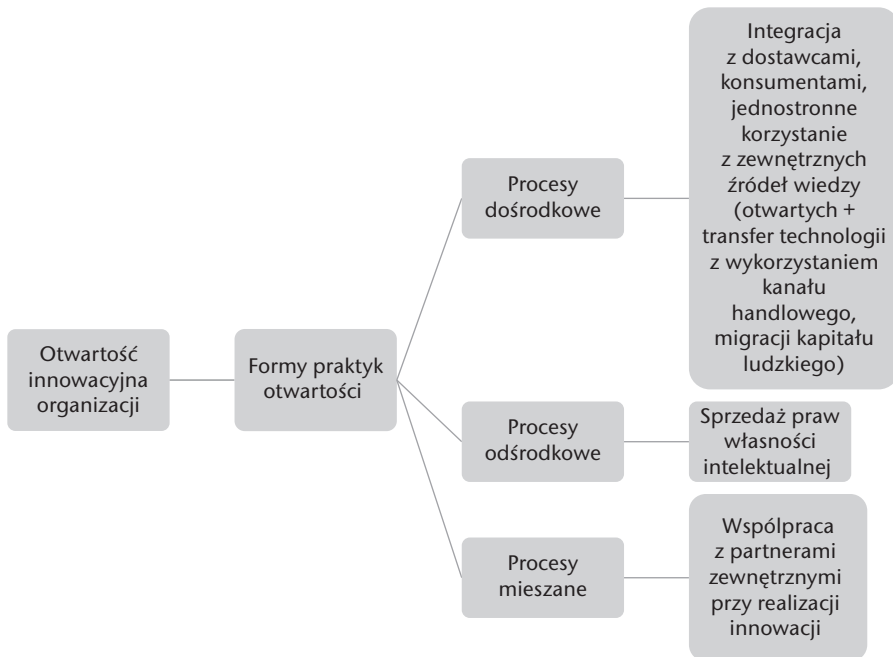 Otwartość
innowacyjna
organizacji
Formy praktyk
otwartości
Procesy
dośrodkowe
Integracja
z dostawcami,
konsumentami,
jednostronne
korzystanie
z zewnętrznych
źródeł wiedzy
(otwartych +
transfer technologii
z wykorzystaniem
kanału
handlowego,
migracji kapitału
ludzkiego)
Procesy
odśrodkowe
Sprzedaż praw
własności
intelektualnej
Procesy
mieszane
Wspólpraca
z partnerami
zewnętrznymi
przy realizacji
innowacji